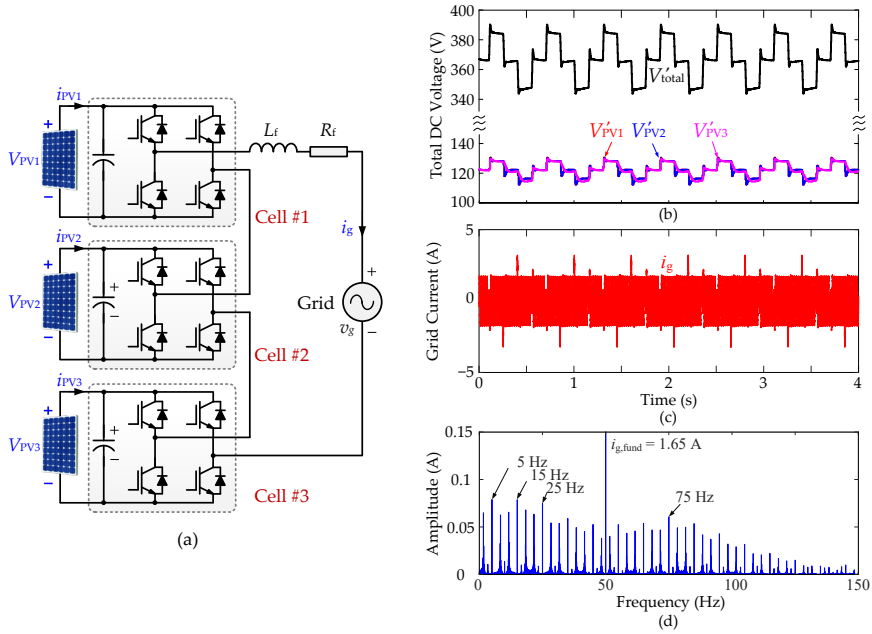 i_PV1
V_PV1
+
−
L_f
R_f
Cell #1
i_g
i_PV2
V_PV2
+
−
+
−
Cell #2
Grid
+
v_g
−
i_PV3
V_PV3
+
−
+
−
Cell #3
(a)
Total DC Voltage (V)
400
380
360
340
140
120
100
V′_total
V′_PV1 V′_PV2 V′_PV3
(b)
Grid Current (A)
5
0
−5
i_g
0 1 2 3 4
Time (s)
(c)
Amplitude (A)
0.15
0.1
0.05
0
i_g,fund = 1.65 A
5 Hz
15 Hz
25 Hz
75 Hz
0 50 100 150
Frequency (Hz)
(d)